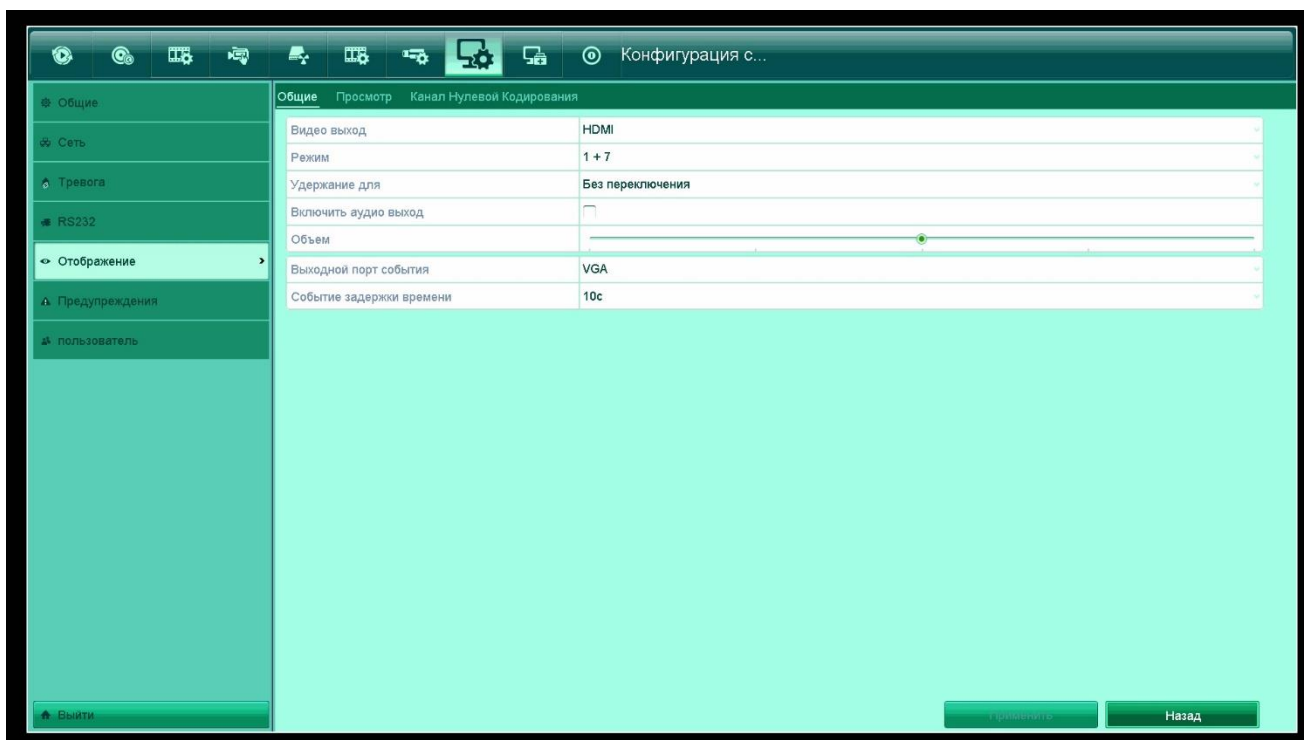 Конфигурация с...
Общие
Сеть
Тревога
RS232
Отображение
Предупреждения
пользователь
Выйти
Общие Просмотр Канал Нулевой Кодирования
Видео выход HDMI
Режим 1 + 7
Удержание для Без переключения
Включить аудио выход
Объем
Выходной порт события VGA
Событие задержки времени 10с
Применить Назад